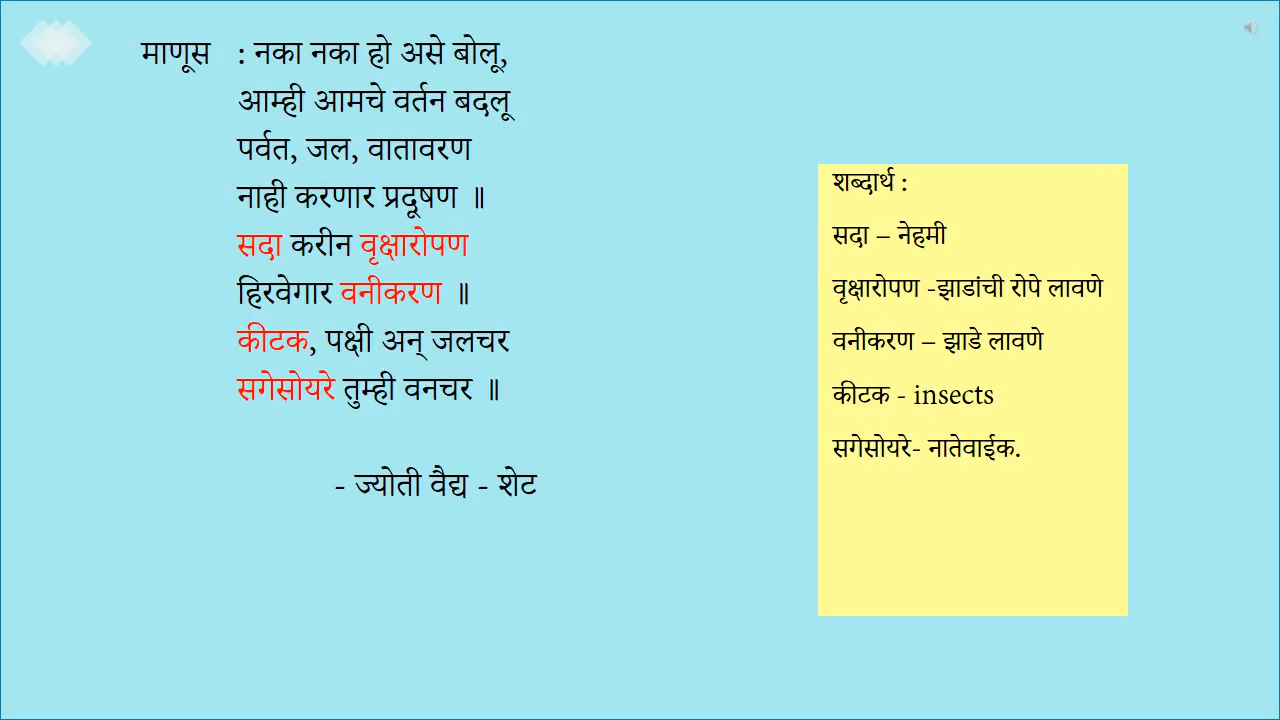 माणूस : नका नका हो असे बोलू,
आम्ही आमचे वर्तन बदलू
पर्वत, जल, वातावरण
नाही करणार प्रदूषण ॥
सदा करीन वृक्षारोपण
हिरवेगार वनीकरण ॥
कीटक, पक्षी अन् जलचर
सगेसोयरे तुम्ही वनचर ॥
- ज्योती वैद्य - शेट
शब्दार्थ :
सदा – नेहमी
वृक्षारोपण -झाडांची रोपे लावणे
वनीकरण – झाडे लावणे
कीटक - insects
सगेसोयरे- नातेवाईक.